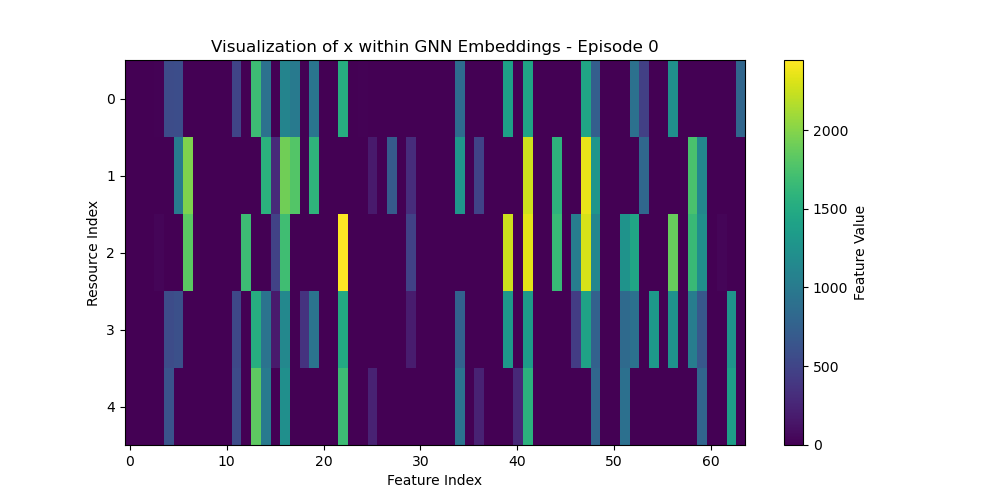 Visualization of x within GNN Embeddings - Episode 0
Resource Index
0
1
2
3
4
0 10 20 30 40 50 60
Feature Index
2000
1500
1000
500
0
Feature Value